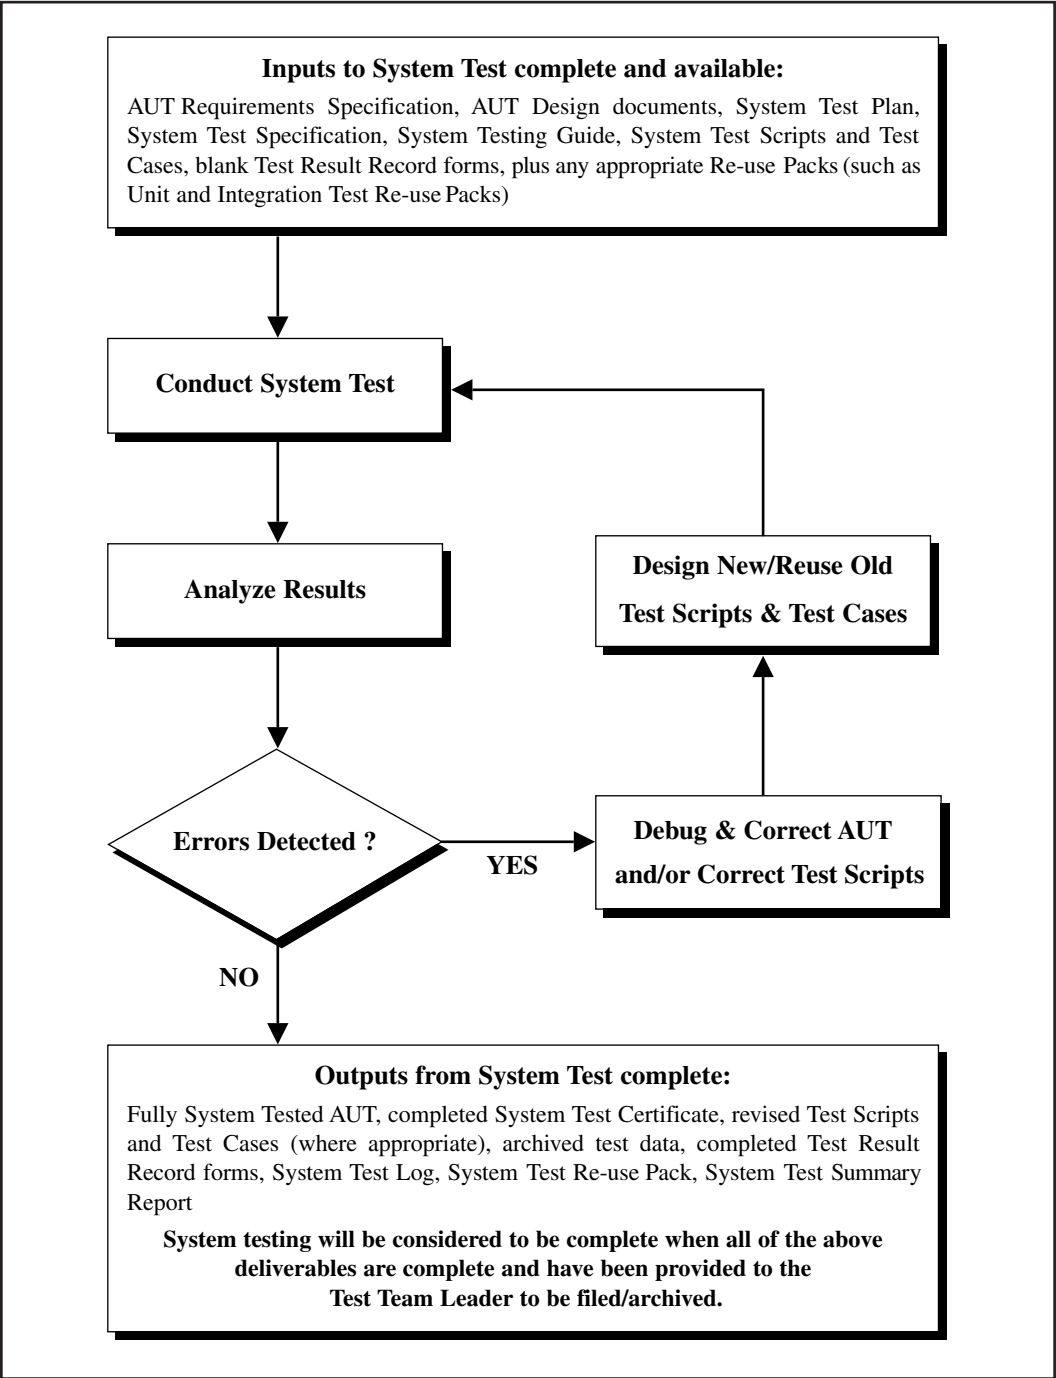 Inputs to System Test complete and available:
AUT Requirements Specification, AUT Design documents, System Test Plan,
System Test Specification, System Testing Guide, System Test Scripts and Test
Cases, blank Test Result Record forms, plus any appropriate Re-use Packs (such as
Unit and Integration Test Re-use Packs)
Conduct System Test
Analyze Results
Design New/Reuse Old
Test Scripts & Test Cases
Errors Detected ?
YES
Debug & Correct AUT
and/or Correct Test Scripts
NO
Outputs from System Test complete:
Fully System Tested AUT, completed System Test Certificate, revised Test Scripts
and Test Cases (where appropriate), archived test data, completed Test Result
Record forms, System Test Log, System Test Re-use Pack, System Test Summary
Report
System testing will be considered to be complete when all of the above
deliverables are complete and have been provided to the
Test Team Leader to be filed/archived.